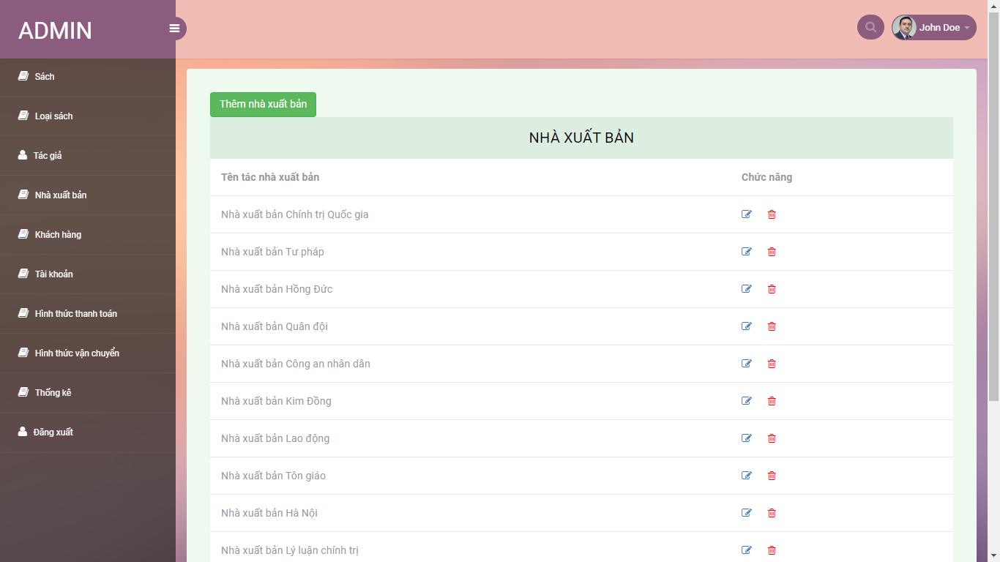 ADMIN
John Doe
Sách
Loại sách
Tác giả
Nhà xuất bản
Khách hàng
Tài khoản
Hình thức thanh toán
Hình thức vận chuyển
Thống kê
Đăng xuất
Thêm nhà xuất bản
NHÀ XUẤT BẢN
Tên tác nhà xuất bản Chức năng
Nhà xuất bản Chính trị Quốc gia
Nhà xuất bản Tư pháp
Nhà xuất bản Hồng Đức
Nhà xuất bản Quân đội
Nhà xuất bản Công an nhân dân
Nhà xuất bản Kim Đồng
Nhà xuất bản Lao động
Nhà xuất bản Tôn giáo
Nhà xuất bản Hà Nội
Nhà xuất bản Lý luận chính trị